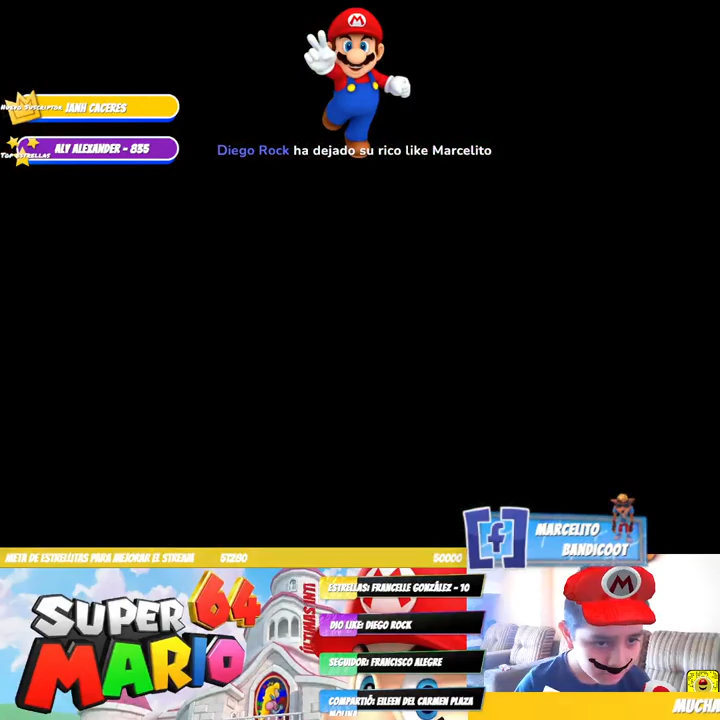 NUEVO SUSCRIPTOR
IANH CACERES
TOP ESTRELLAS
ALY ALEXANDER - 835
Diego Rock ha dejado su rico like Marcelito
MARCELITO
BANDICOOT
META DE ESTRELLITAS PARA MEJORAR EL STREAM 51280 50000
SUPER
MARIO
64
ESTRELLAS: FRANCELLE GONZÁLEZ - 10
DIO LIKE: DIEGO ROCK
SEGUIDOR: FRANCISCO ALEGRE
COMPARTIÓ: EILEEN DEL CARMEN PLAZA
M
MUCHA